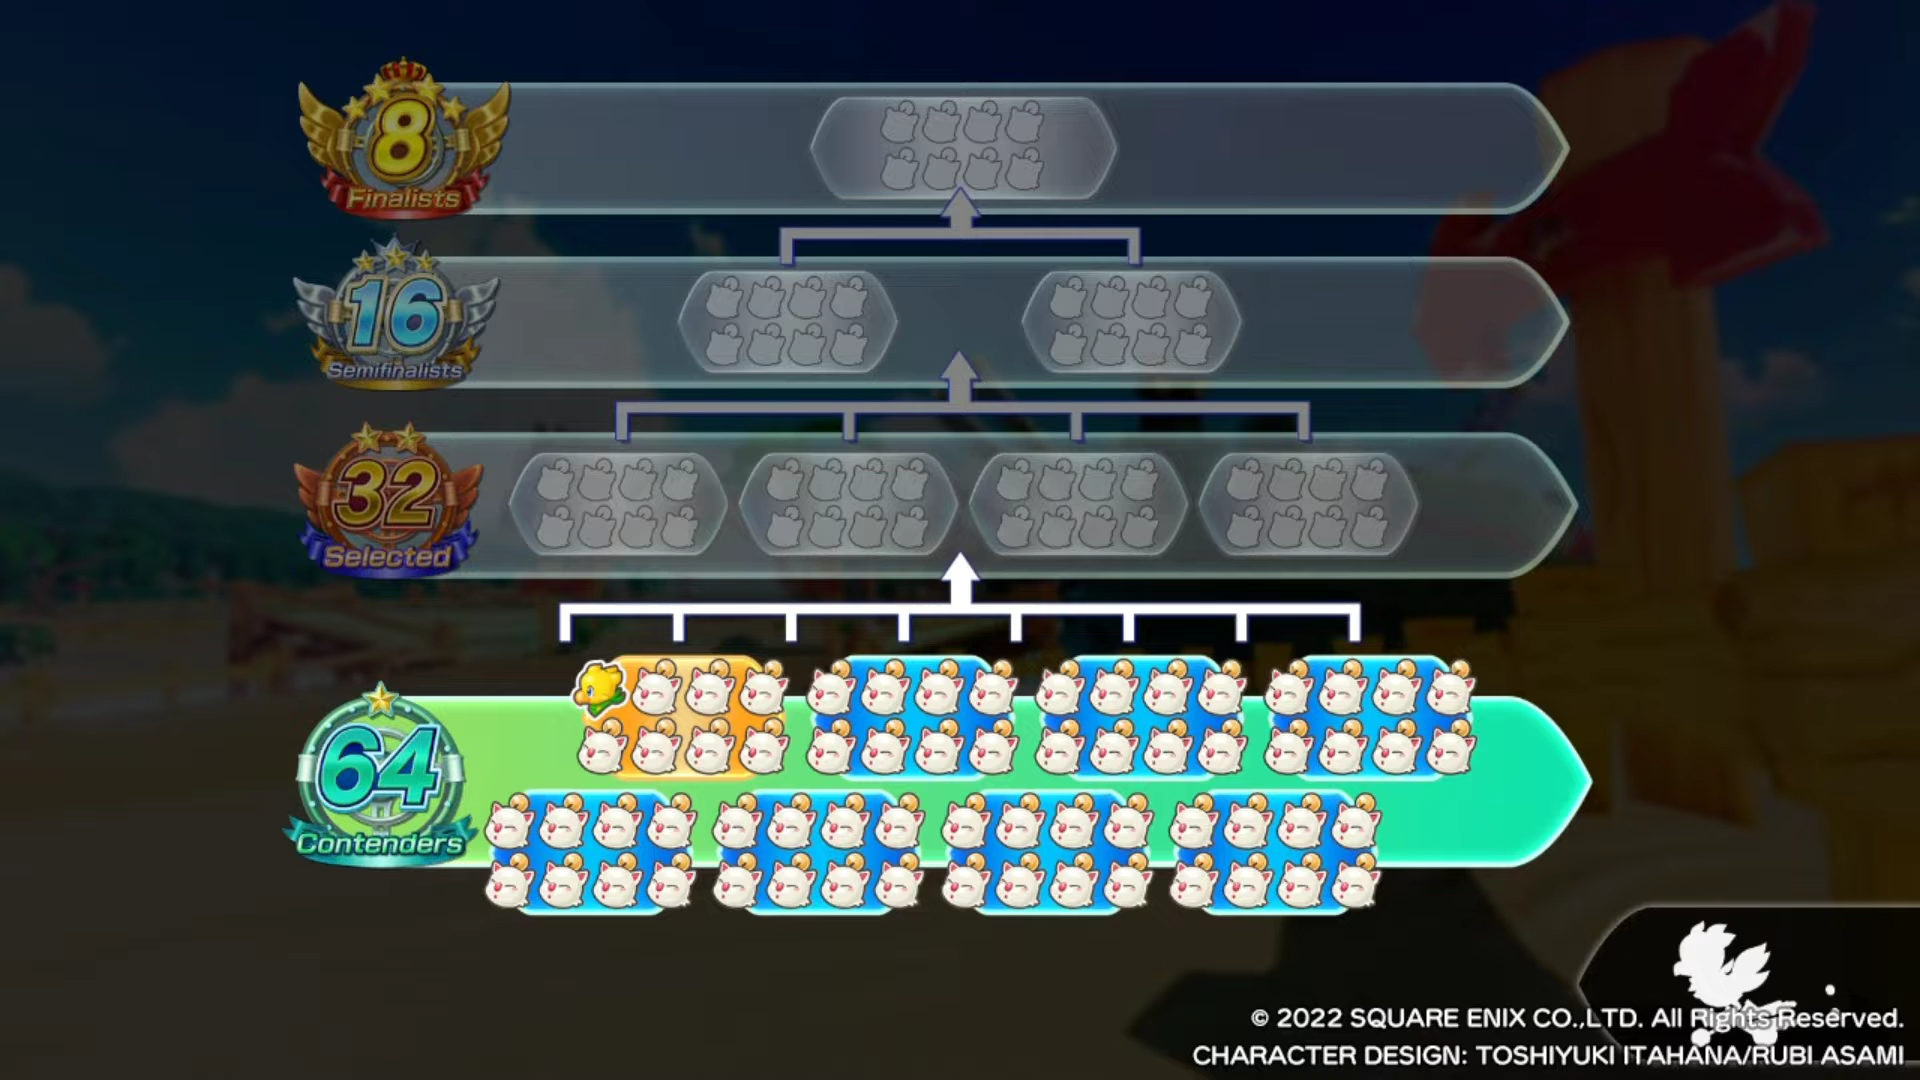 8
Finalists
16
Semifinalists
32
Selected
64
Contenders
© 2022 SQUARE ENIX CO.,LTD. All Rights Reserved.
CHARACTER DESIGN: TOSHIYUKI ITAHANA/RUBI ASAMI